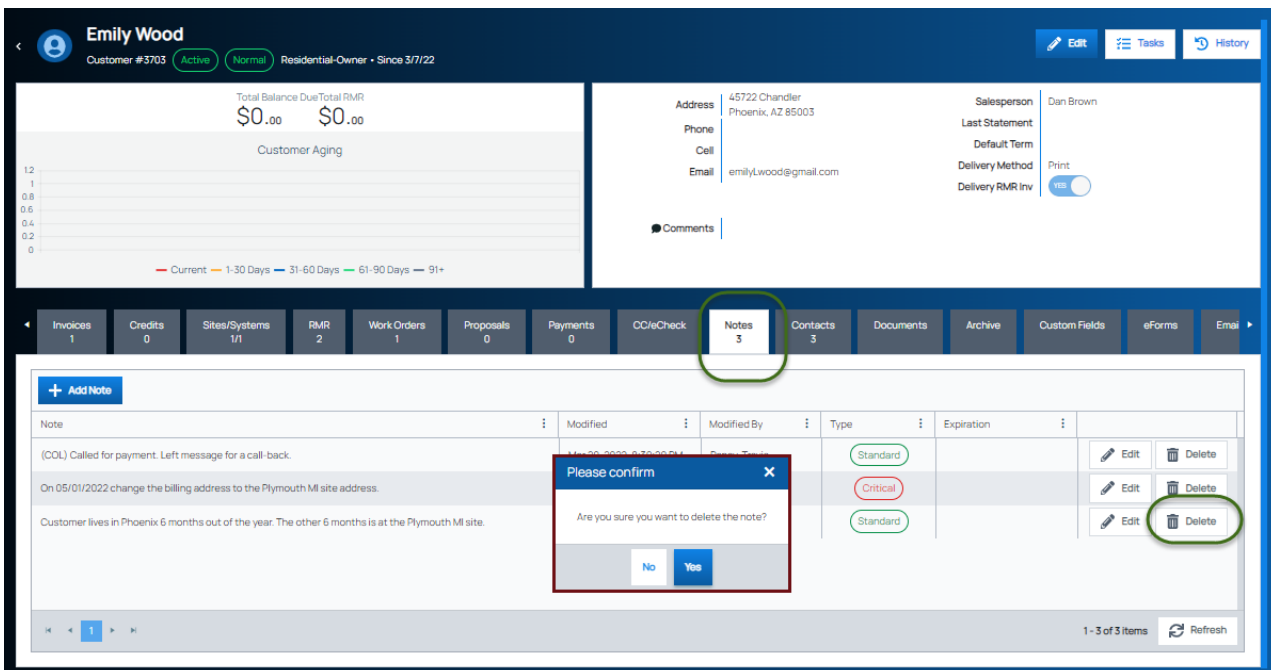 Emily Wood
Customer #3703 Active Normal Residential-Owner • Since 3/7/22
Edit Tasks History
Total Balance Due Total RMR
$0.00 $0.00
Customer Aging
1.2
1
0.8
0.6
0.4
0.2
0
Current 1-30 Days 31-60 Days 61-90 Days 91+
Address 45722 Chandler
Phoenix, AZ 85003
Phone
Cell
Email emilyLwood@gmail.com
Comments
Salesperson Dan Brown
Last Statement
Default Term
Delivery Method Print
Delivery RMR Inv YES
Invoices Credits Sites/Systems RMR Work Orders Proposals Payments CC/eCheck Notes Contacts Documents Archive Custom Fields eForms Emai
1 0 1/1 2 1 0 0 3 3
+ Add Note
Note Modified Modified By Type Expiration
(COL) Called for payment. Left message for a call-back. Standard Edit Delete
On 05/01/2022 change the billing address to the Plymouth MI site address. Critical Edit Delete
Customer lives in Phoenix 6 months out of the year. The other 6 months is at the Plymouth MI site. Standard Edit Delete
Please confirm X
Are you sure you want to delete the note?
No Yes
1 1 - 3 of 3 items Refresh